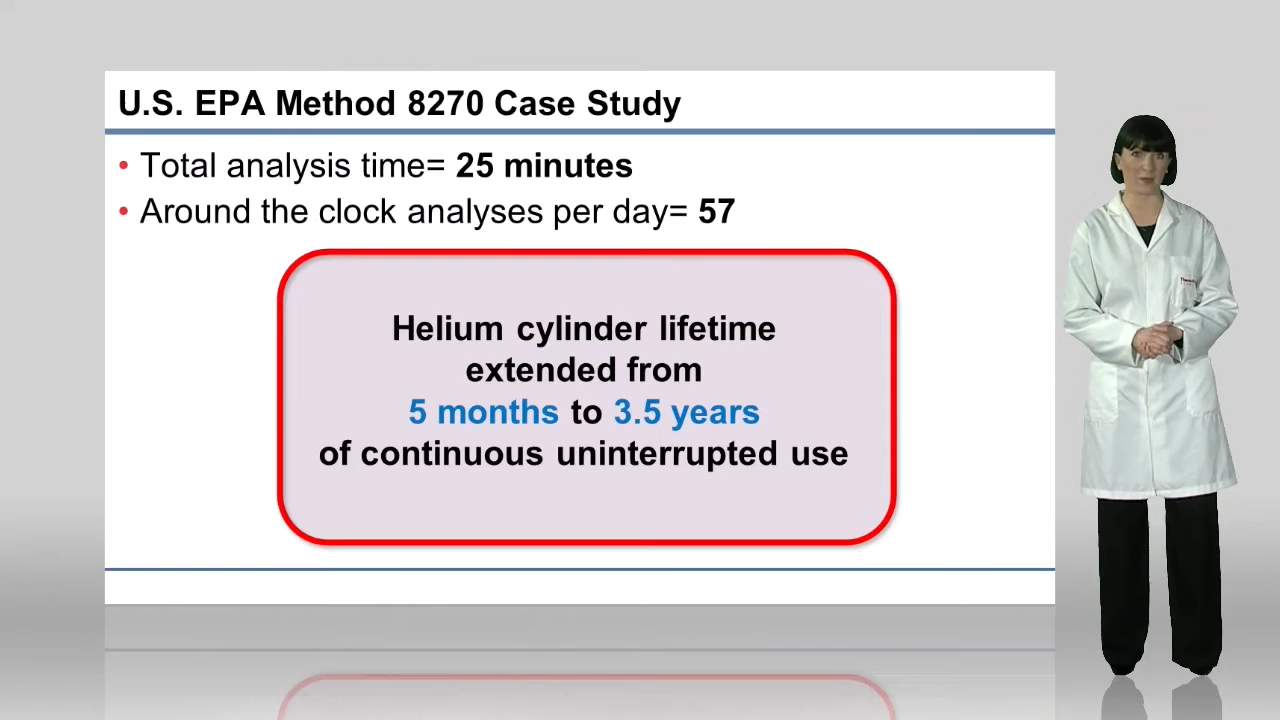 U.S. EPA Method 8270 Case Study
• Total analysis time= 25 minutes
• Around the clock analyses per day= 57
Helium cylinder lifetime
extended from
5 months to 3.5 years
of continuous uninterrupted use